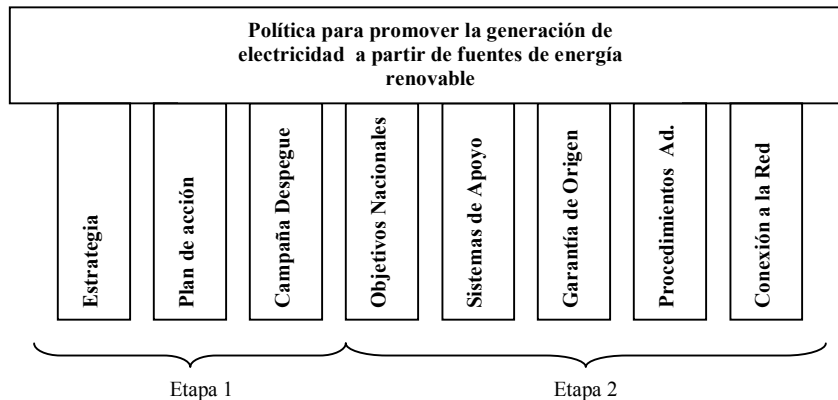 Política para promover la generación de
electricidad a partir de fuentes de energía
renovable
Estrategia
Plan de acción
Campaña Despegue
Objetivos Nacionales
Sistemas de Apoyo
Garantía de Origen
Procedimientos Ad.
Conexión a la Red
Etapa 1
Etapa 2